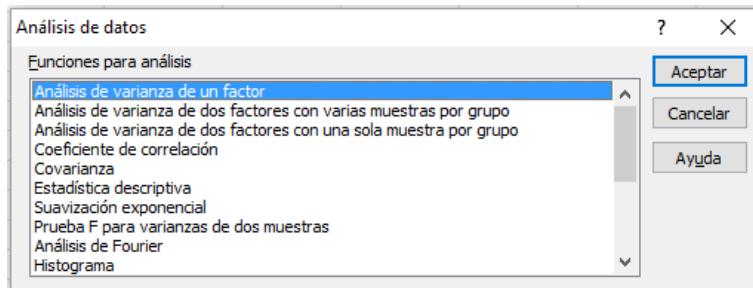 Análisis de datos ? ×
Funciones para análisis
Análisis de varianza de un factor
Análisis de varianza de dos factores con varias muestras por grupo
Análisis de varianza de dos factores con una sola muestra por grupo
Coeficiente de correlación
Covarianza
Estadística descriptiva
Suavización exponencial
Prueba F para varianzas de dos muestras
Análisis de Fourier
Histograma
Aceptar
Cancelar
Ayuda